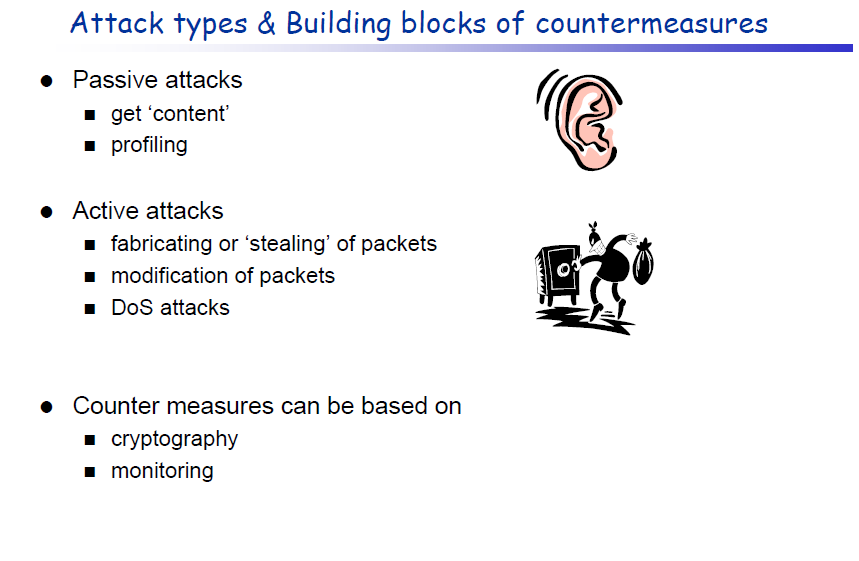 Attack types & Building blocks of countermeasures
● Passive attacks
■ get ‘content’
■ profiling
● Active attacks
■ fabricating or ‘stealing’ of packets
■ modification of packets
■ DoS attacks
● Counter measures can be based on
■ cryptography
■ monitoring